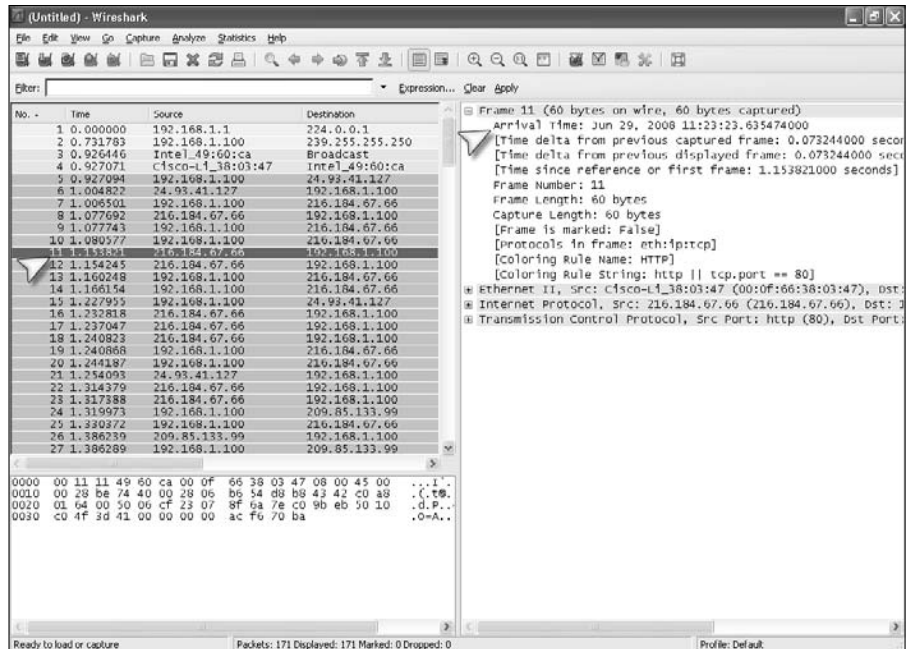 (Untitled) - Wireshark
File Edit View Go Capture Analyze Statistics Help
Filter: Expression... Clear Apply
No. - Time Source Destination
1 0.000000 192.168.1.1 224.0.0.1
2 0.731783 192.168.1.100 239.255.255.250
3 0.926446 Intel_49:60:ca Broadcast
4 0.927071 Cisco-Li_38:03:47 Intel_49:60:ca
5 0.927094 192.168.1.100 24.93.41.127
6 1.004822 24.93.41.127 192.168.1.100
7 1.006501 192.168.1.100 216.184.67.66
8 1.077692 216.184.67.66 192.168.1.100
9 1.077743 192.168.1.100 216.184.67.66
10 1.080577 192.168.1.100 216.184.67.66
11 1.153821 216.184.67.66 192.168.1.100
12 1.154245 216.184.67.66 192.168.1.100
13 1.160248 192.168.1.100 216.184.67.66
14 1.166154 192.168.1.100 216.184.67.66
15 1.227955 192.168.1.100 24.93.41.127
16 1.232818 216.184.67.66 192.168.1.100
17 1.237047 216.184.67.66 192.168.1.100
18 1.240823 216.184.67.66 192.168.1.100
19 1.240868 192.168.1.100 216.184.67.66
20 1.244187 192.168.1.100 216.184.67.66
21 1.254093 24.93.41.127 192.168.1.100
22 1.314379 216.184.67.66 192.168.1.100
23 1.317388 216.184.67.66 192.168.1.100
24 1.319973 192.168.1.100 209.85.133.99
25 1.330372 192.168.1.100 216.184.67.66
26 1.386239 209.85.133.99 192.168.1.100
27 1.386289 192.168.1.100 209.85.133.99
Frame 11 (60 bytes on wire, 60 bytes captured)
Arrival Time: Jun 29, 2008 11:23:23.635474000
[Time delta from previous captured frame: 0.073244000 secon
[Time delta from previous displayed frame: 0.073244000 seco
[Time since reference or first frame: 1.153821000 seconds]
Frame Number: 11
Frame Length: 60 bytes
Capture Length: 60 bytes
[Frame is marked: False]
[Protocols in frame: eth:ip:tcp]
[Coloring Rule Name: HTTP]
[Coloring Rule String: http || tcp.port == 80]
Ethernet II, Src: Cisco-Li_38:03:47 (00:0f:66:38:03:47), Dst:
Internet Protocol, Src: 216.184.67.66 (216.184.67.66), Dst: 1
Transmission Control Protocol, Src Port: http (80), Dst Port:
0000 00 11 11 49 60 ca 00 0f 66 38 03 47 08 00 45 00 ...I`.
0010 00 28 be 74 40 00 28 06 b6 54 d8 b8 43 42 c0 a8 .(.t@.
0020 01 64 00 50 06 cf 23 07 8f 6a 7e c0 9b eb 50 10 .d.P..
0030 c0 4f 3d 41 00 00 00 00 ac f6 70 ba .O=A..
Ready to load or capture Packets: 171 Displayed: 171 Marked: 0 Dropped: 0 Profile: Default